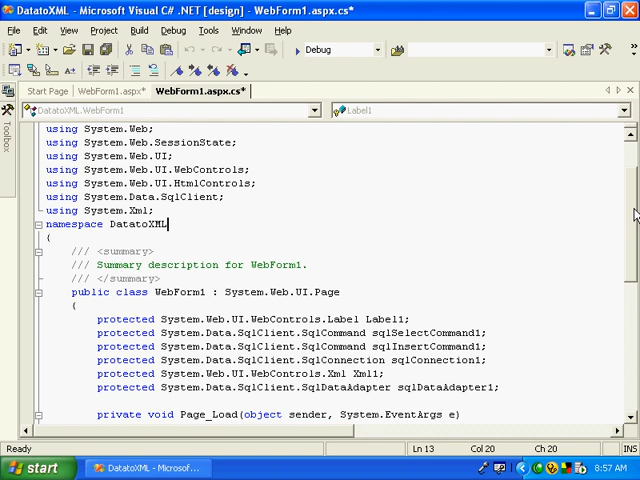 DatatoXML - Microsoft Visual C# .NET [design] - WebForm1.aspx.cs*
File Edit View Project Build Debug Tools Window Help
Debug
Start Page WebForm1.aspx* WebForm1.aspx.cs*
DatatoXML.WebForm1 Label1
Toolbox
using System.Web;
using System.Web.SessionState;
using System.Web.UI;
using System.Web.UI.WebControls;
using System.Web.UI.HtmlControls;
using System.Data.SqlClient;
using System.Xml;
namespace DatatoXML
{
/// <summary>
/// Summary description for WebForm1.
/// </summary>
public class WebForm1 : System.Web.UI.Page
{
protected System.Web.UI.WebControls.Label Label1;
protected System.Data.SqlClient.SqlCommand sqlSelectCommand1;
protected System.Data.SqlClient.SqlCommand sqlInsertCommand1;
protected System.Data.SqlClient.SqlConnection sqlConnection1;
protected System.Web.UI.WebControls.Xml Xml1;
protected System.Data.SqlClient.SqlDataAdapter sqlDataAdapter1;
private void Page_Load(object sender, System.EventArgs e)
Ready Ln 13 Col 20 Ch 20 INS
start DatatoXML - Microsof... 8:57 AM